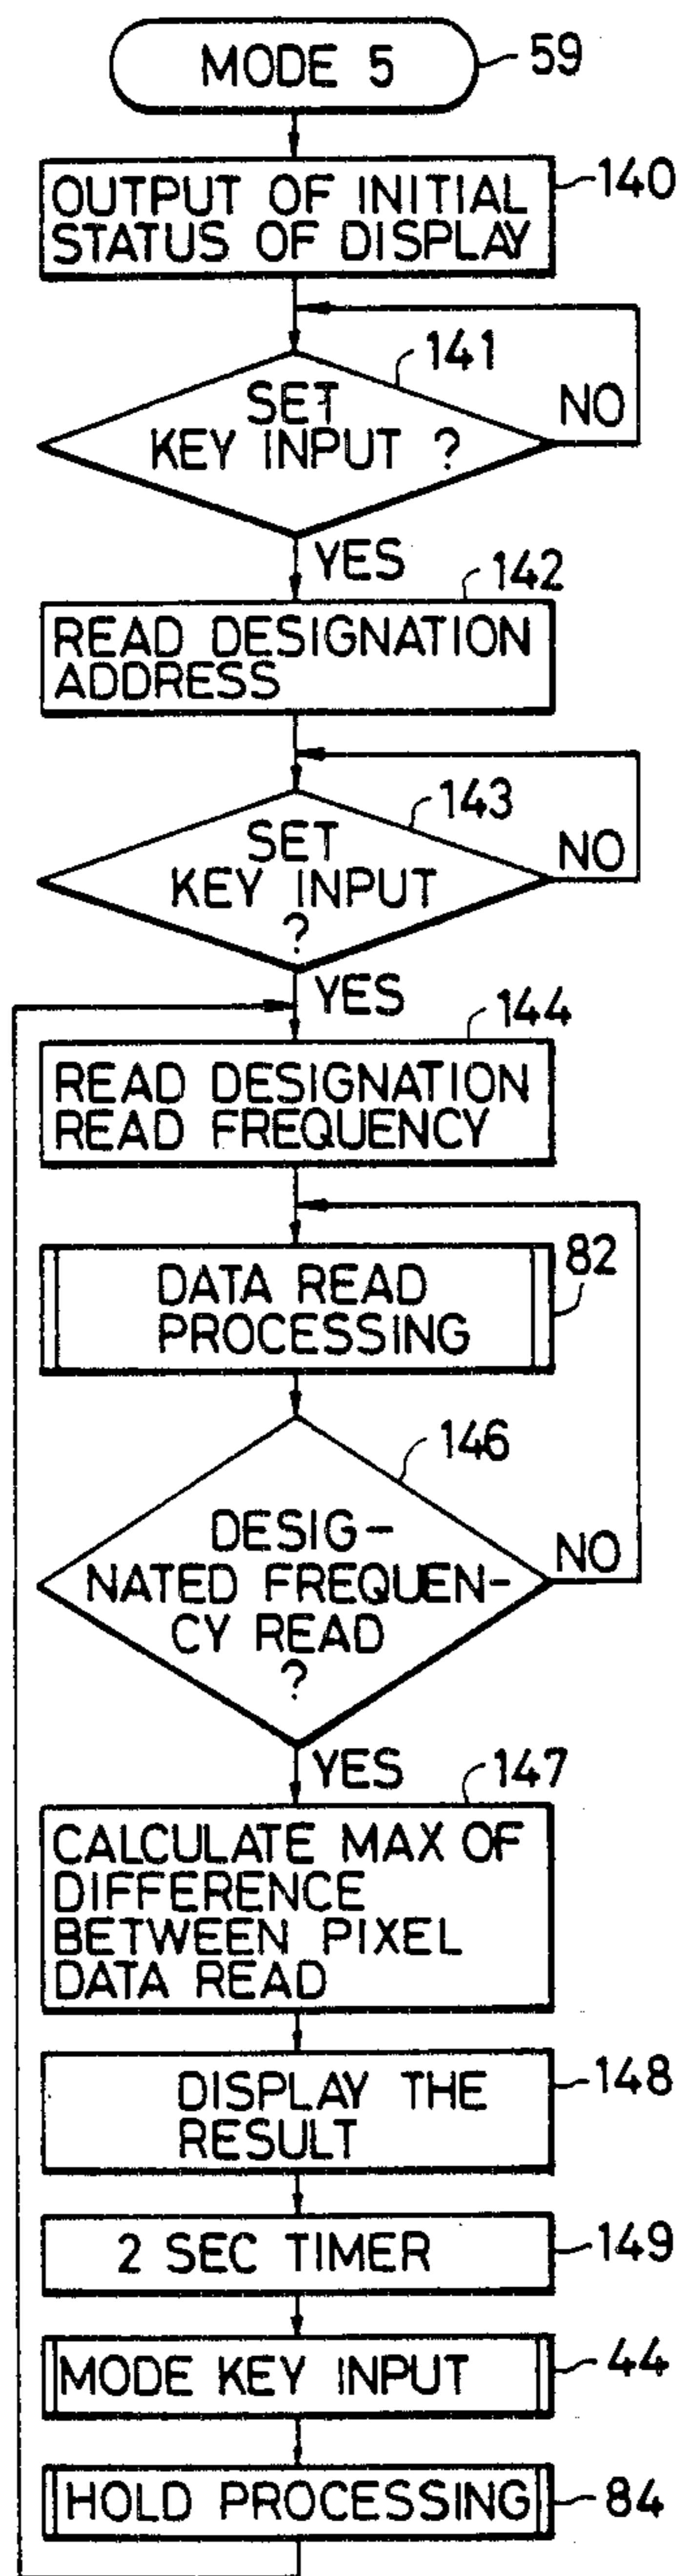 MODE 5
59
OUTPUT OF INITIAL
STATUS OF DISPLAY
140
141
SET
KEY INPUT ?
NO
YES
142
READ DESIGNATION
ADDRESS
143
SET
KEY INPUT
?
NO
YES
144
READ DESIGNATION
READ FREQUENCY
82
DATA READ
PROCESSING
146
DESIG-
NATED FREQUEN-
CY READ
?
NO
YES
147
CALCULATE MAX OF
DIFFERENCE
BETWEEN PIXEL
DATA READ
DISPLAY THE
RESULT
148
2 SEC TIMER
149
MODE KEY INPUT
44
HOLD PROCESSING
84